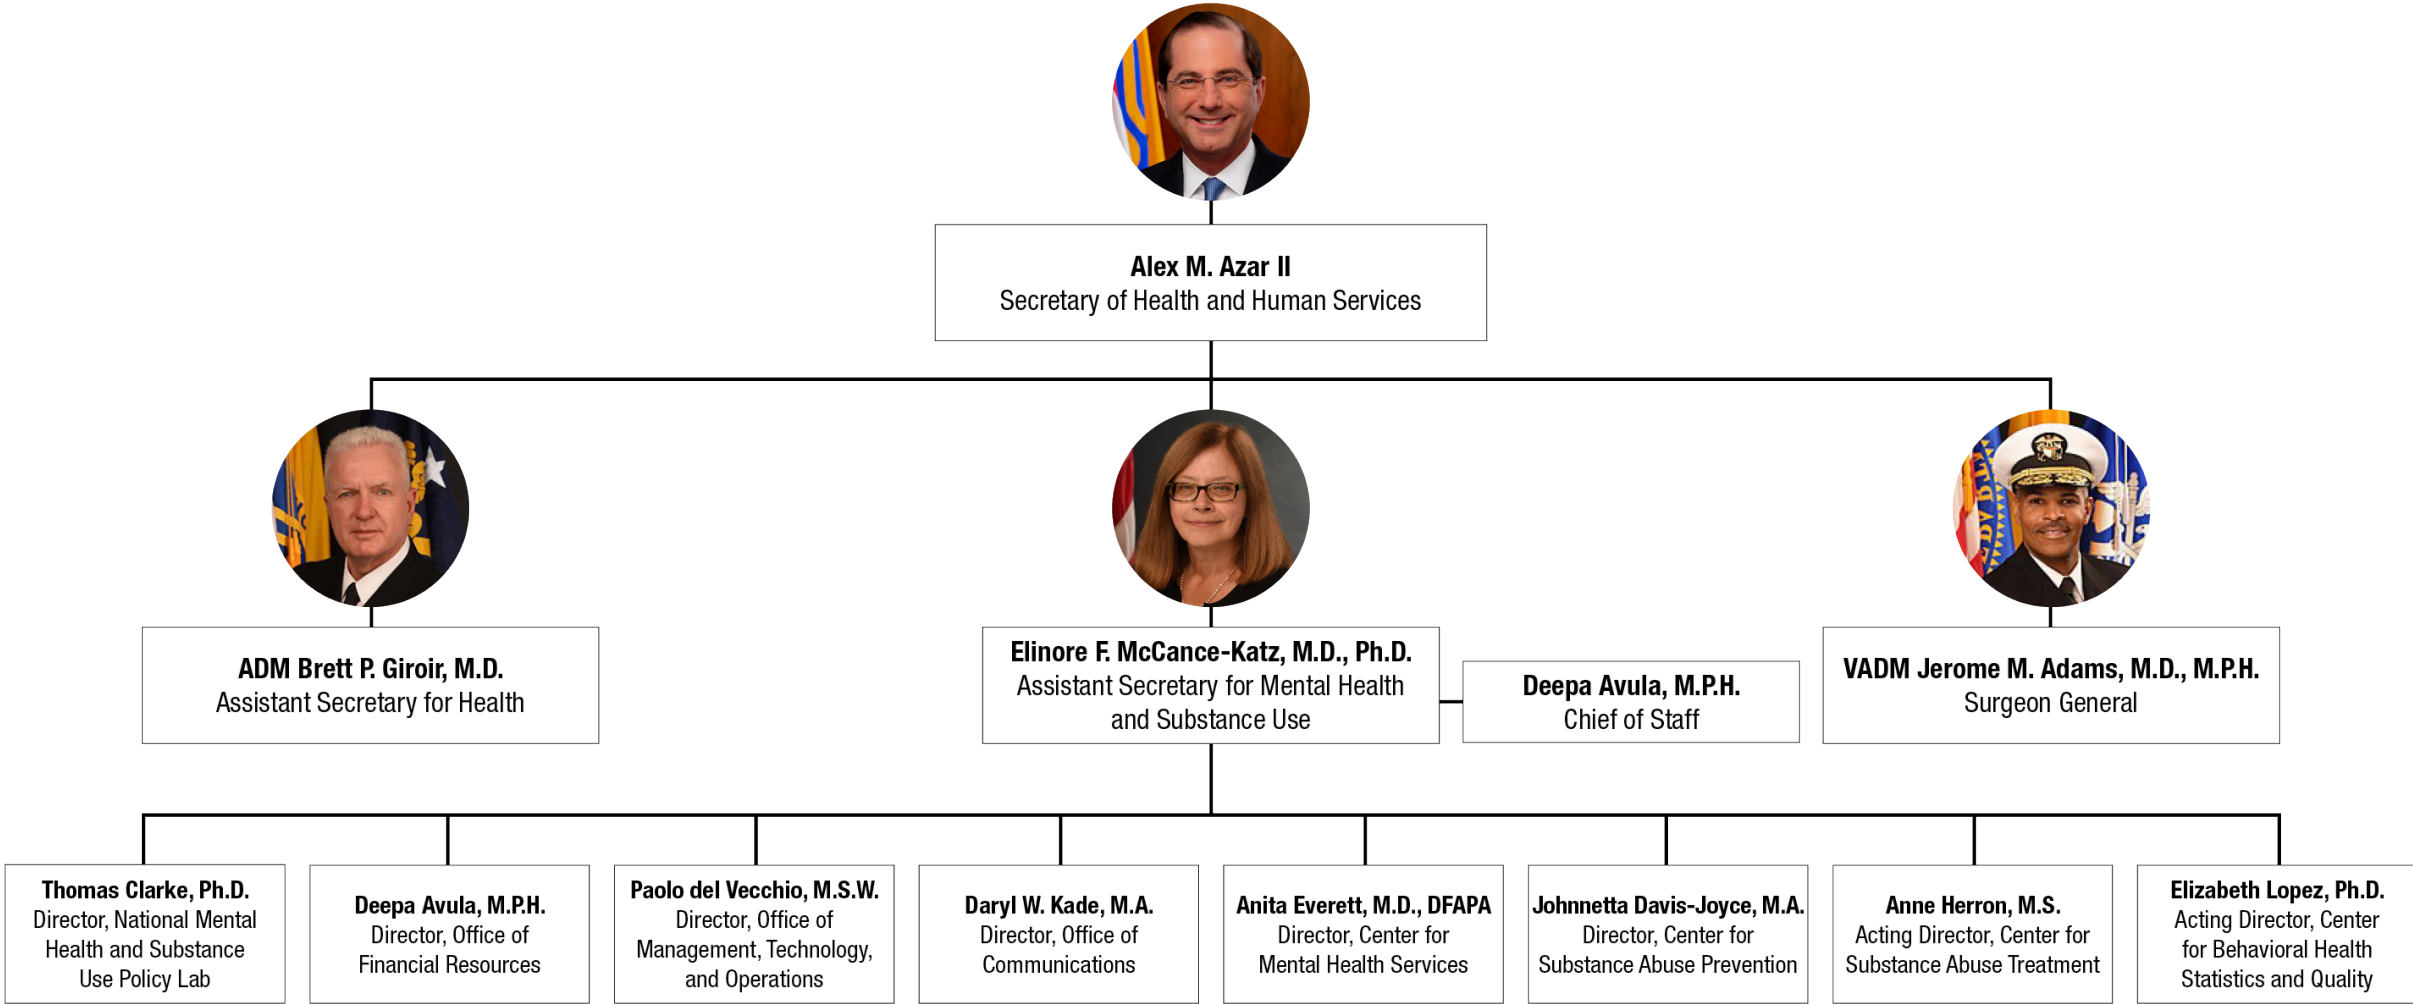 Alex M. Azar II
Secretary of Health and Human Services
ADM Brett P. Giroir, M.D.
Assistant Secretary for Health
Elinore F. McCance-Katz, M.D., Ph.D.
Assistant Secretary for Mental Health
and Substance Use
Deepa Avula, M.P.H.
Chief of Staff
VADM Jerome M. Adams, M.D., M.P.H.
Surgeon General
Thomas Clarke, Ph.D.
Director, National Mental
Health and Substance
Use Policy Lab
Deepa Avula, M.P.H.
Director, Office of
Financial Resources
Paolo del Vecchio, M.S.W.
Director, Office of
Management, Technology,
and Operations
Daryl W. Kade, M.A.
Director, Office of
Communications
Anita Everett, M.D., DFAPA
Director, Center for
Mental Health Services
Johnnetta Davis-Joyce, M.A.
Director, Center for
Substance Abuse Prevention
Anne Herron, M.S.
Acting Director, Center for
Substance Abuse Treatment
Elizabeth Lopez, Ph.D.
Acting Director, Center
for Behavioral Health
Statistics and Quality